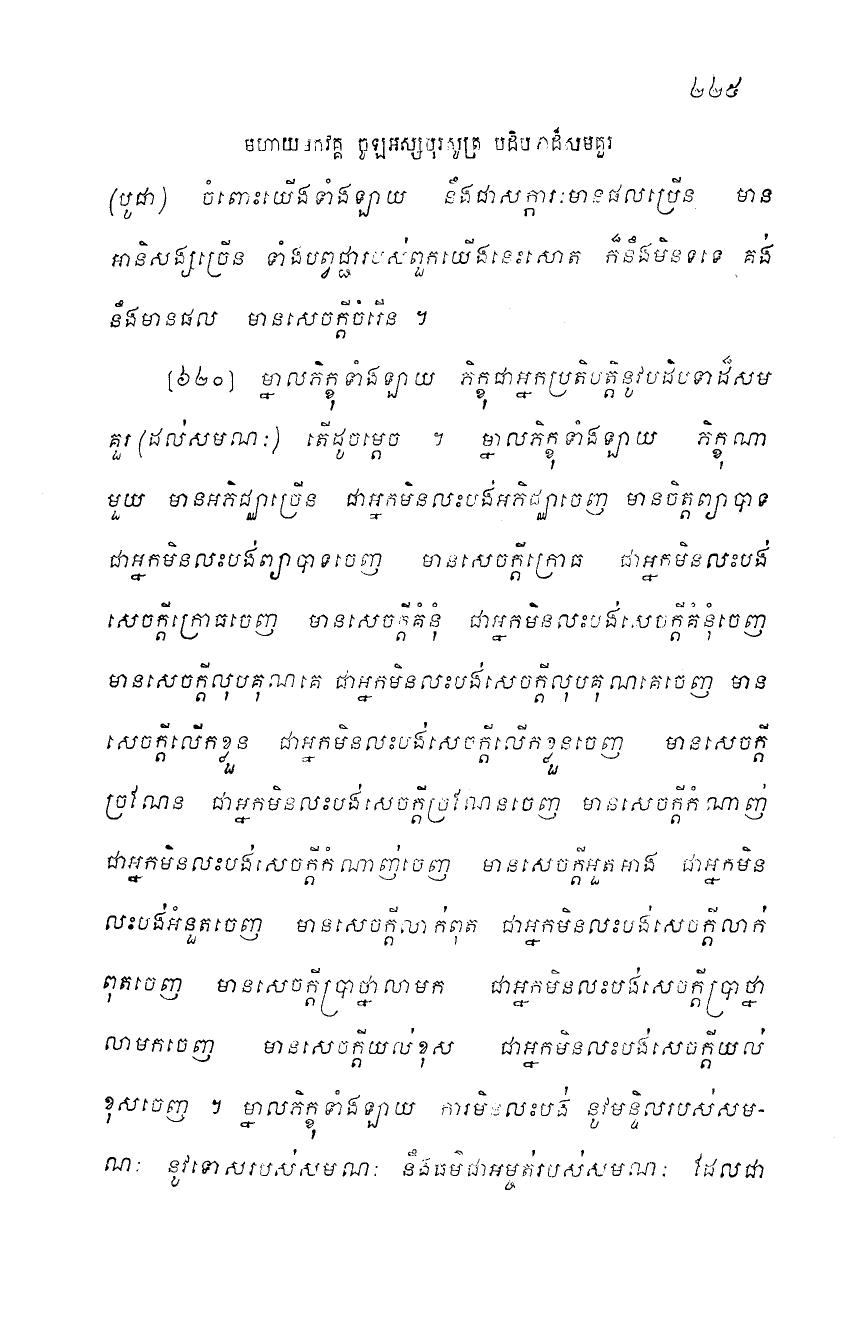 ២២៥
មហាយមកវគ្គ ចូឡអស្សបុរសូត្រ បដិបទាដ៏សមគួរ
(បូជា) ចំពោះយើងទាំងឡាយ នឹងជាសក្ការៈមានផលច្រើន មាន
អានិសង្សច្រើន ទាំងបព្វជ្ជារបស់ពួកយើងនេះសោត ក៏នឹងមិនទទេ គង់
នឹងមានផល មានសេចក្តីចំរើន ។
[៦២០] ម្នាលភិក្ខុទាំងឡាយ ភិក្ខុជាអ្នកប្រតិបត្តិនូវបដិបទាដ៏សម
គួរ (ដល់សមណៈ) តើដូចម្តេច ។ ម្នាលភិក្ខុទាំងឡាយ ភិក្ខុណា
មួយ មានអភិជ្ឈាច្រើន ជាអ្នកមិនលះបង់អភិជ្ឈាចេញ មានចិត្តព្យាបាទ
ជាអ្នកមិនលះបង់ព្យាបាទចេញ មានសេចក្តីក្រោធ ជាអ្នកមិនលះបង់
សេចក្តីក្រោធចេញ មានសេចក្តីគំនុំ ជាអ្នកមិនលះបង់សេចក្តីគំនុំចេញ
មានសេចក្តីលុបគុណគេ ជាអ្នកមិនលះបង់សេចក្តីលុបគុណគេចេញ មាន
សេចក្តីលើកខ្លួន ជាអ្នកមិនលះបង់សេចក្តីលើកខ្លួនចេញ មានសេចក្តី
ច្រណែន ជាអ្នកមិនលះបង់សេចក្តីច្រណែនចេញ មានសេចក្តីកំណាញ់
ជាអ្នកមិនលះបង់សេចក្តីកំណាញ់ចេញ មានសេចក្តីអួតអាង ជាអ្នកមិន
លះបង់អំនួតចេញ មានសេចក្តីលាក់ពុត ជាអ្នកមិនលះបង់សេចក្តីលាក់
ពុតចេញ មានសេចក្តីប្រាថ្នាលាមក ជាអ្នកមិនលះបង់សេចក្តីប្រាថ្នា
លាមកចេញ មានសេចក្តីយល់ខុស ជាអ្នកមិនលះបង់សេចក្តីយល់
ខុសចេញ ។ ម្នាលភិក្ខុទាំងឡាយ ការមិនលះបង់ នូវមន្ទិលរបស់សម-
ណៈ នូវទោសរបស់សមណៈ នឹងធម៌ជាអម្ចត់របស់សមណៈ ដែលជា